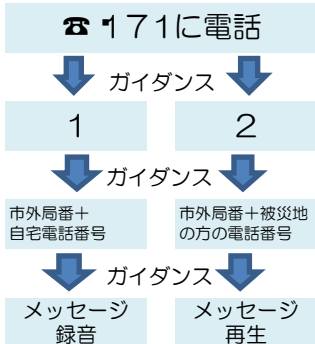 ☎171に電話
ガイダンス
1
2
ガイダンス
市外局番+
自宅電話番号
市外局番+被災地
の方の電話番号
ガイダンス
メッセージ
録音
メッセージ
再生